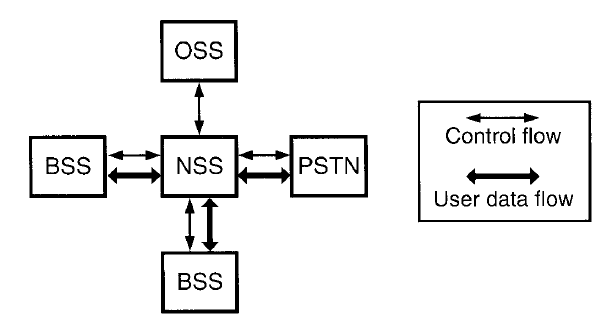 OSS
BSS
NSS
PSTN
BSS
Control flow
User data flow